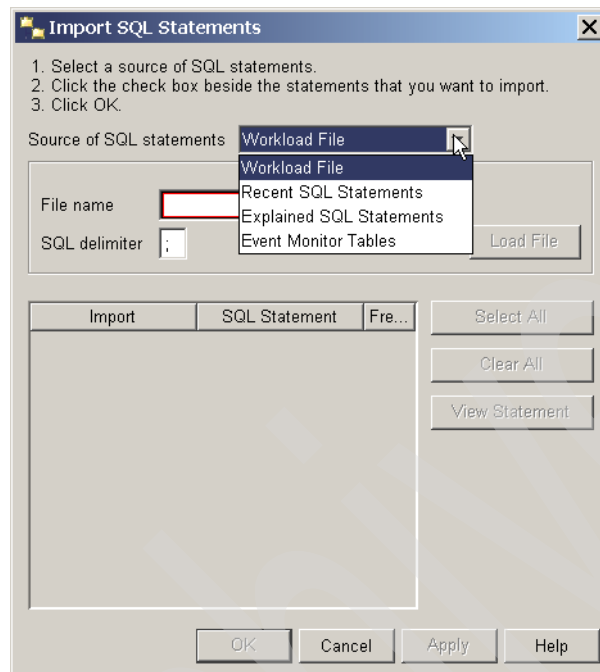 Import SQL Statements
1. Select a source of SQL statements.
2. Click the check box beside the statements that you want to import.
3. Click OK.
Source of SQL statements Workload File
Workload File
Recent SQL Statements
Explained SQL Statements
Event Monitor Tables
File name
SQL delimiter ;
Load File
Import SQL Statement Fre...
Select All
Clear All
View Statement
OK Cancel Apply Help